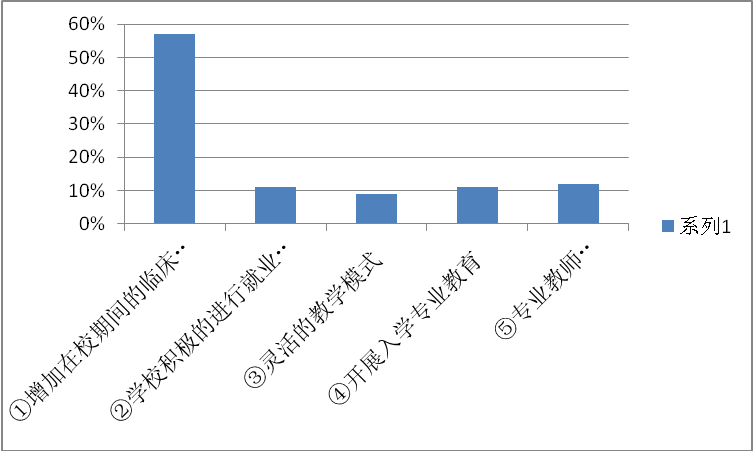 60%
50%
40%
30%
20%
10%
0%
①增加在校期间的临床…
②学校积极的进行就业…
③灵活的教学模式
④开展入学专业教育
⑤专业教师…
系列1